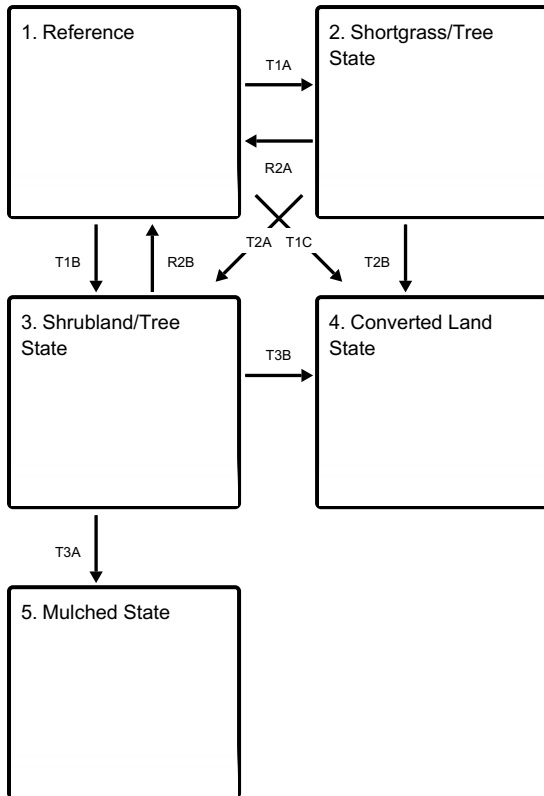 1. Reference
2. Shortgrass/Tree
State
T1A
R2A
T2A
T1C
T1B
R2B
T2B
3. Shrubland/Tree
State
4. Converted Land
State
T3B
T3A
5. Mulched State